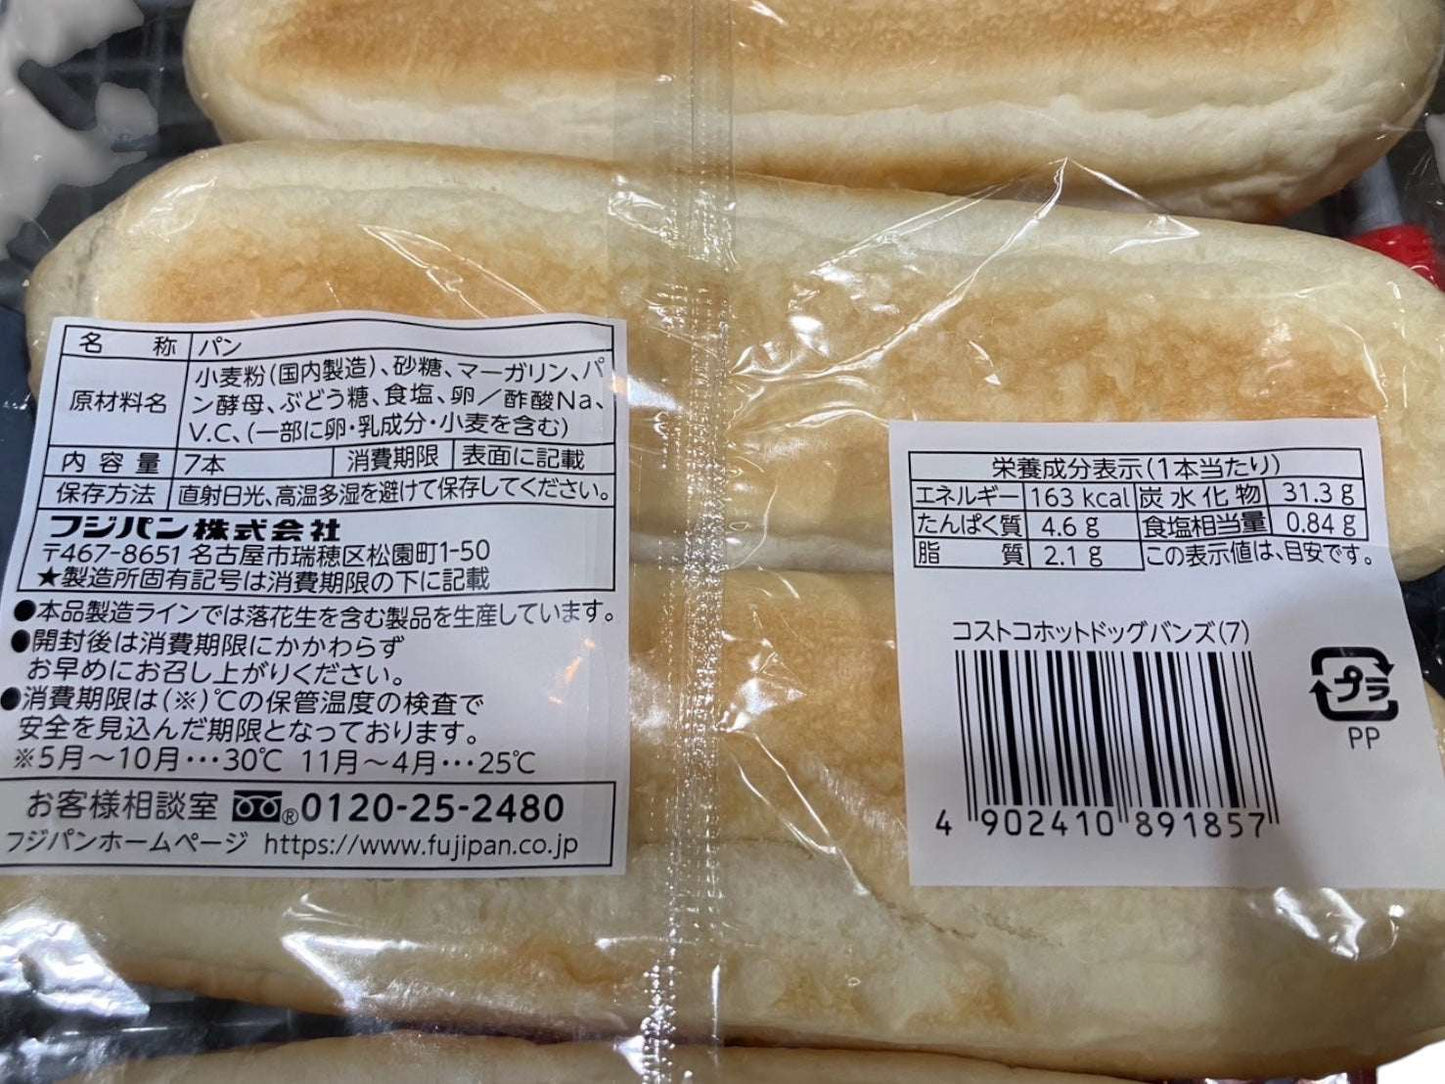 名 称 パン
原材料名 小麦粉(国内製造)、砂糖、マーガリン、パ
ン酵母、ぶどう糖、食塩、卵/酢酸Na、
V.C、(一部に卵・乳成分・小麦を含む)
内容量 7本 消費期限 表面に記載
保存方法 直射日光、高温多湿を避けて保存してください。
フジパン株式会社
〒467-8651 名古屋市瑞穂区松園町1-50
★製造所固有記号は消費期限の下に記載
●本品製造ラインでは落花生を含む製品を生産しています。
●開封後は消費期限にかかわらず
お早めにお召し上がりください。
●消費期限は(※)℃の保管温度の検査で
安全を見込んだ期限となっております。
※5月〜10月・・・30℃ 11月〜4月・・・25℃
お客様相談室 ®0120-25-2480
フジパンホームページ https://www.fujipan.co.jp
栄養成分表示(1本当たり)
エネルギー 163 kcal 炭水化物 31.3 g
たんぱく質 4.6 g 食塩相当量 0.84 g
脂質 2.1 g この表示値は、目安です。
コストコホットドッグバンズ(7)
プラ
PP
4 902410 891857